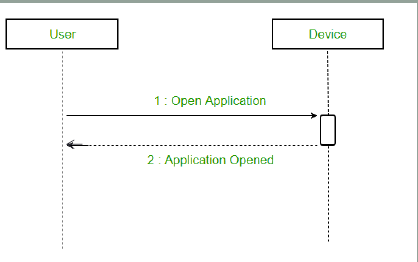 User
Device
1 : Open Application
2 : Application Opened